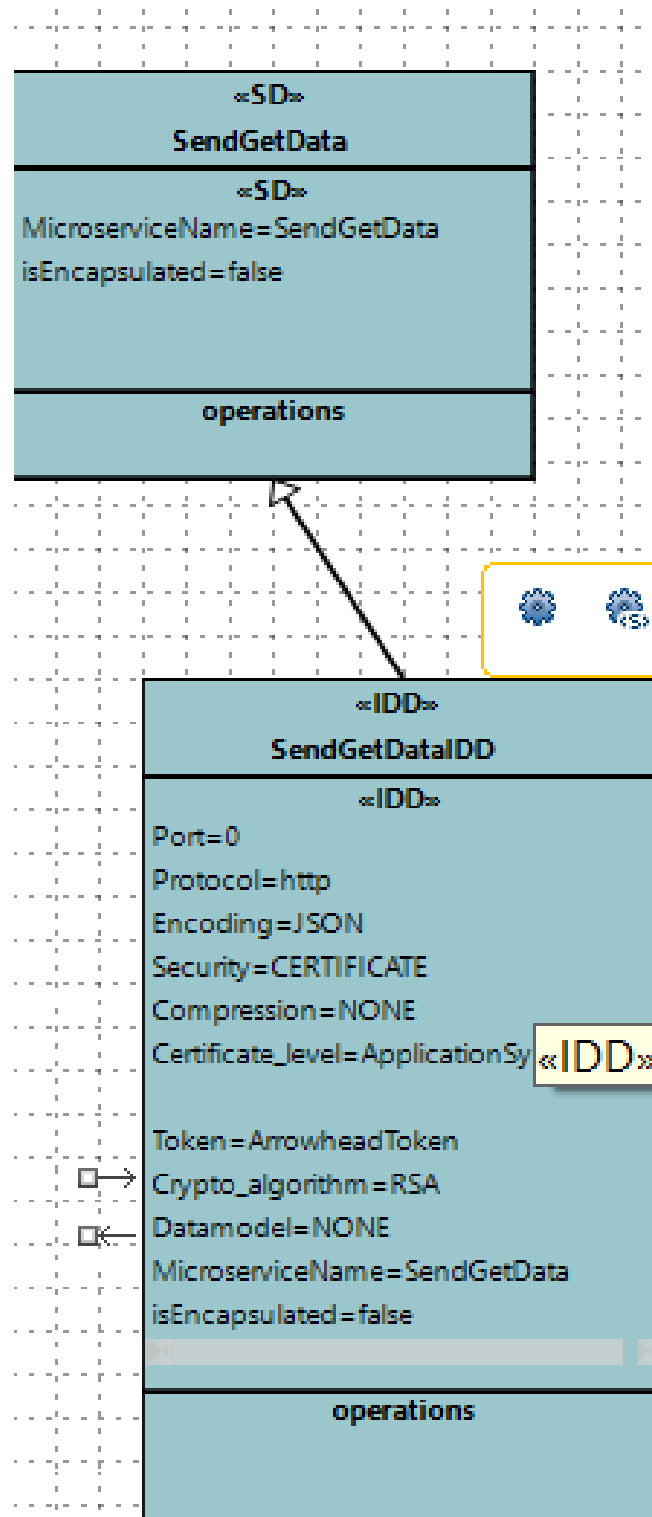 «SD»
SendGetData
«SD»
MicroserviceName=SendGetData
isEncapsulated=false
operations
<S>
«IDD»
SendGetDataIDD
«IDD»
Port=0
Protocol=http
Encoding=JSON
Security=CERTIFICATE
Compression=NONE
Certificate_level=ApplicationSy
«IDD»
Token=ArrowheadToken
Crypto_algorithm=RSA
Datamodel=NONE
MicroserviceName=SendGetData
isEncapsulated=false
operations